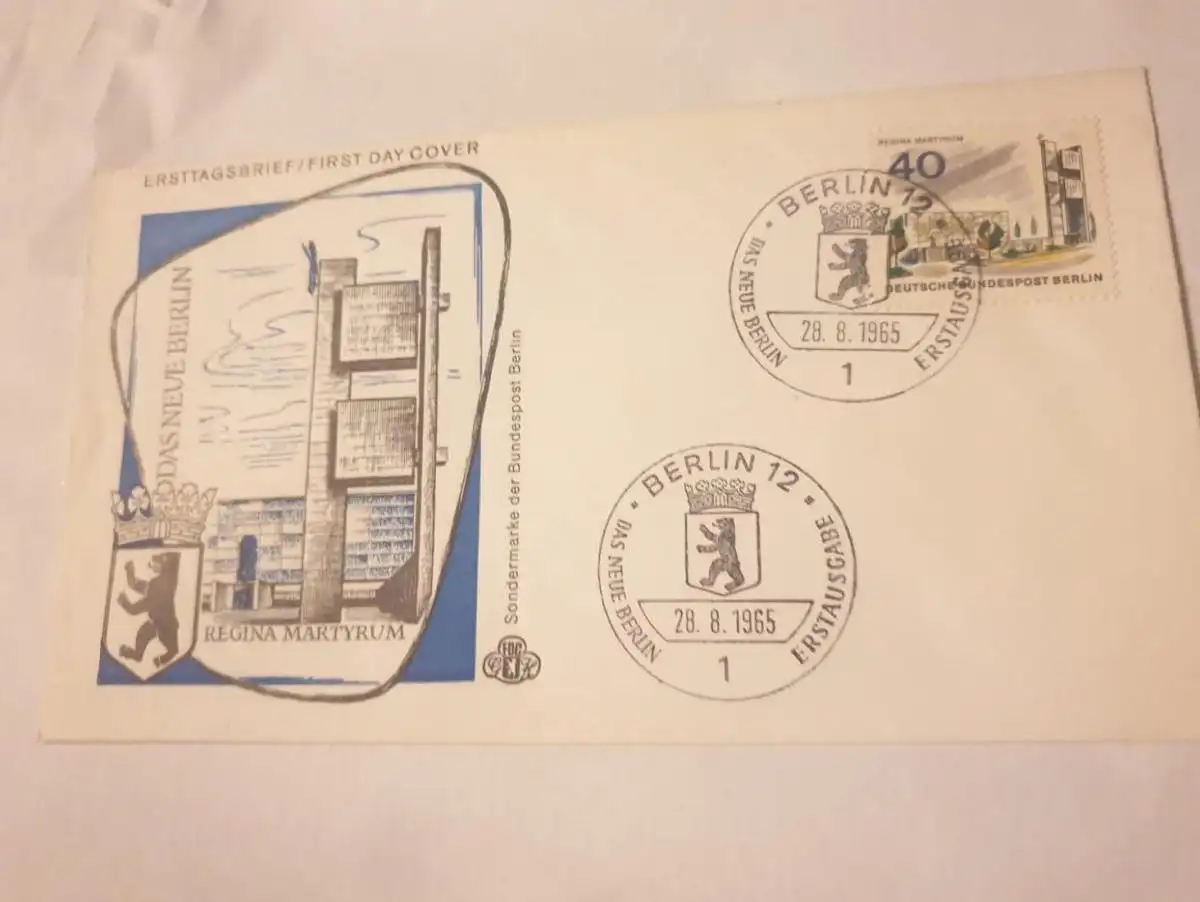 ERSTTAGSBRIEF/FIRST DAY COVER
DAS NEUE BERLIN
REGINA MARTYRUM
Sondermarke der Bundespost Berlin
FDC
REGINA MARTYRUM
40
DEUTSCHE BUNDESPOST BERLIN
BERLIN 12
DAS NEUE BERLIN
28. 8. 1965
ERSTAUSGABE
1
BERLIN 12
DAS NEUE BERLIN
28. 8. 1965
ERSTAUSGABE
1